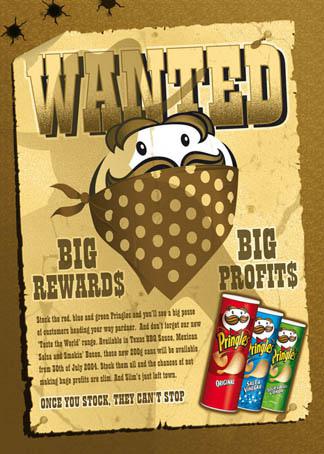 WANTED
BIG
REWARD$
BIG
PROFIT$
Stock the red, blue and green Pringles and you'll see a big posse
of customers heading your way pardner. And don't forget our new
'Taste the World' range. Available in Texas BBQ Sauce, Mexican
'Salsa and Smokin' Bacon, these new 200g cans will be available
from 30th of July 2004. Stock them all and the chances of not
making huge profits are slim. And Slim's just left town.
ONCE YOU STOCK, THEY CAN'T STOP
Pringles
ORIGINAL
Pringles
SALT &
VINEGAR
Pringles